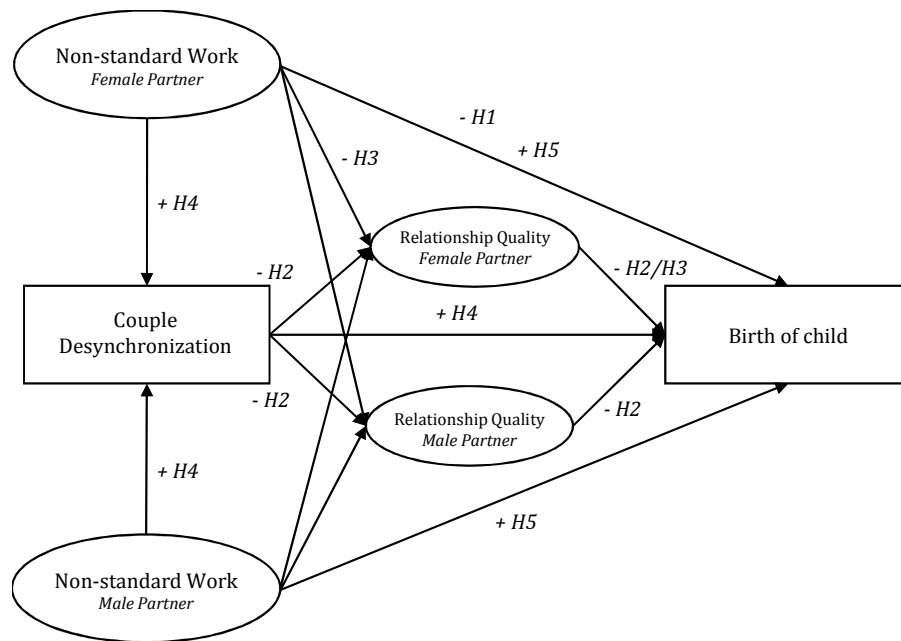 Non-standard Work
Female Partner
- H1
+ H5
- H3
+ H4
Relationship Quality
Female Partner
- H2
- H2/H3
Couple
Desynchronization
+ H4
Birth of child
- H2
Relationship Quality
Male Partner
- H2
+ H4
+ H5
Non-standard Work
Male Partner